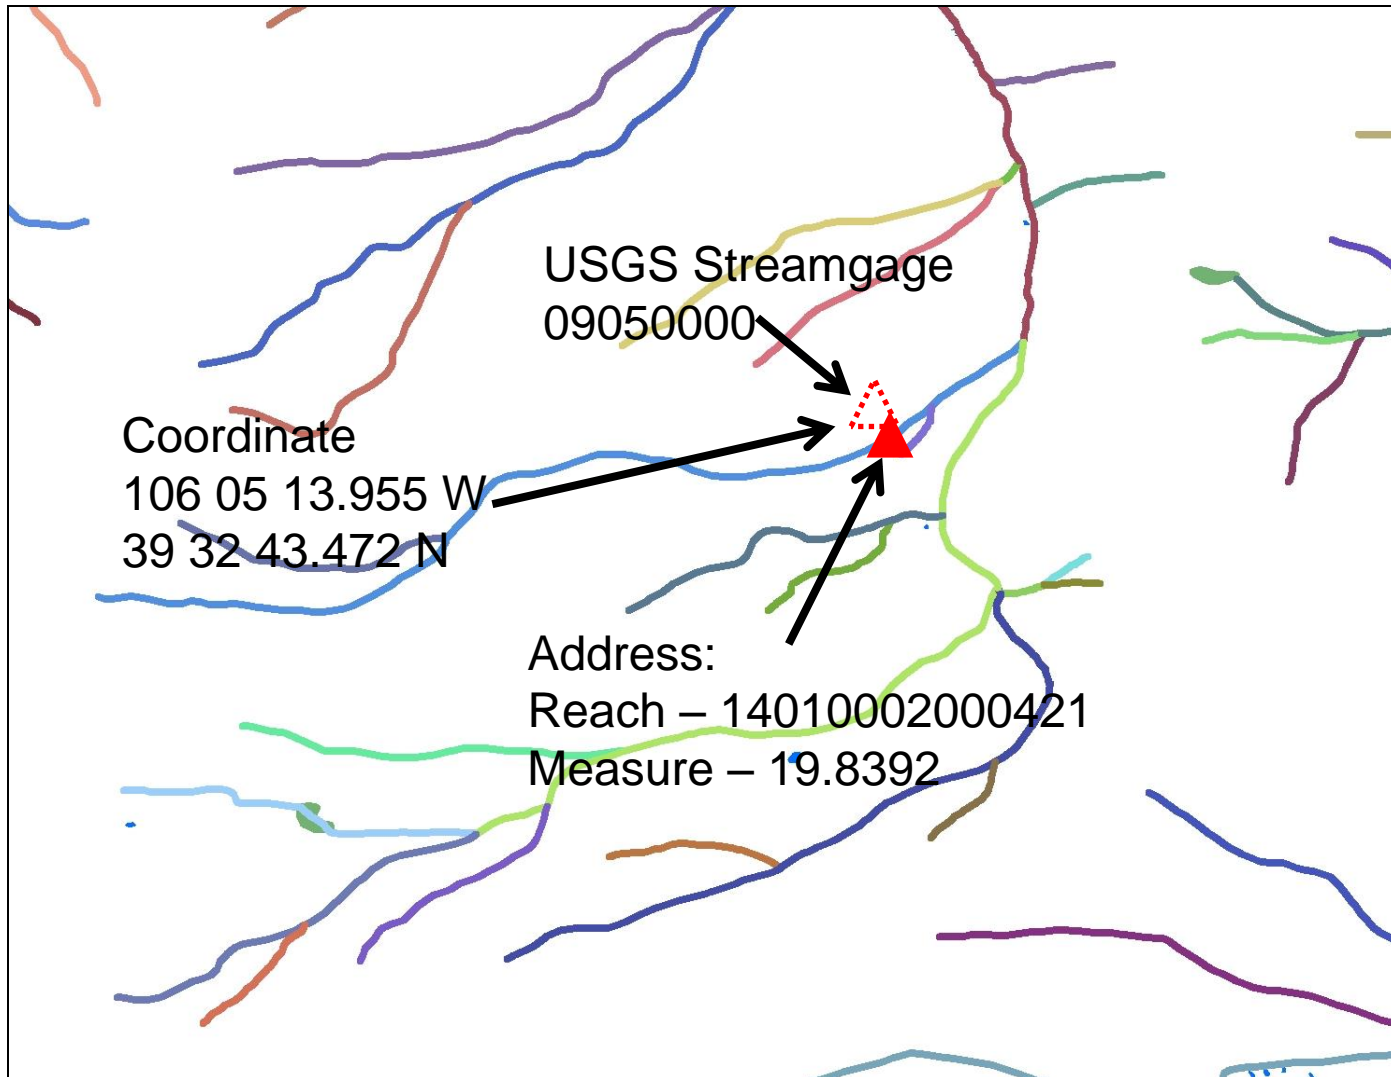 USGS Streamgage
09050000
Coordinate
106 05 13.955 W
39 32 43.472 N
Address:
Reach – 14010002000421
Measure – 19.8392